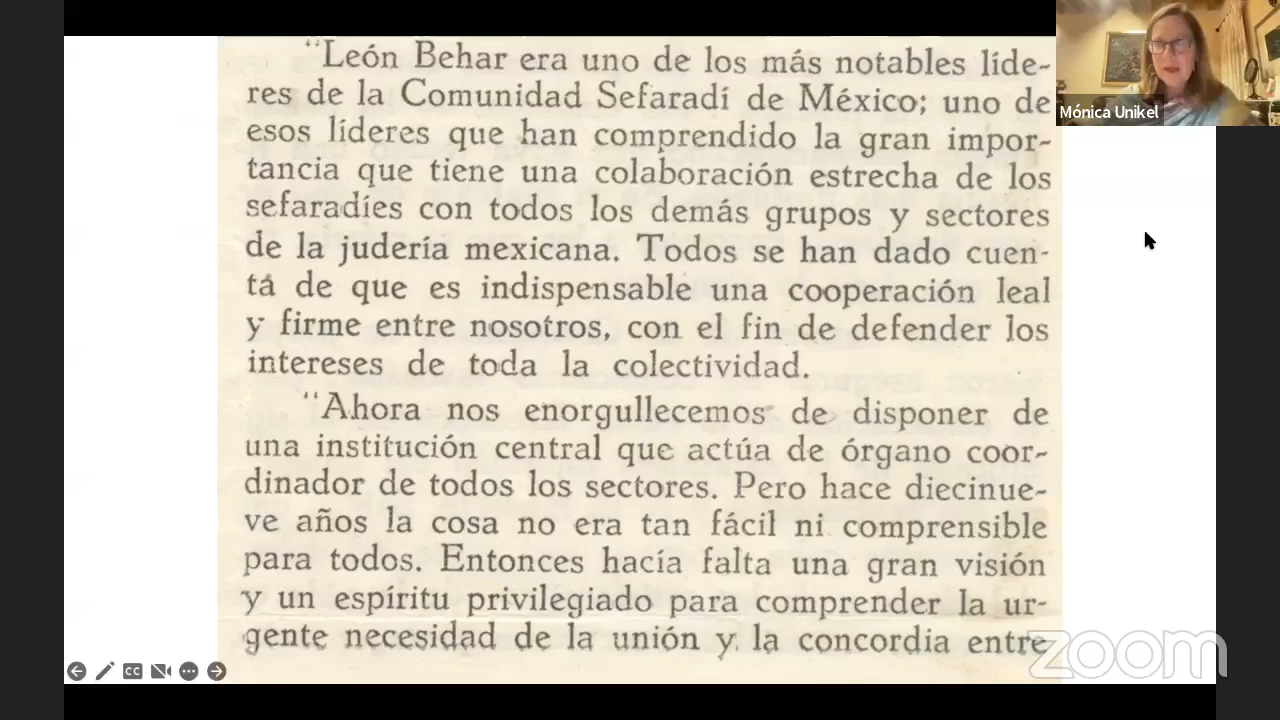 "León Behar era uno de los más notables líde-
res de la Comunidad Sefaradí de México; uno de
esos líderes que han comprendido la gran impor-
tancia que tiene una colaboración estrecha de los
sefaradíes con todos los demás grupos y sectores
de la judería mexicana. Todos se han dado cuen-
ta de que es indispensable una cooperación leal
y firme entre nosotros, con el fin de defender los
intereses de toda la colectividad.
"Ahora nos enorgullecemos de disponer de
una institución central que actúa de órgano coor-
dinador de todos los sectores. Pero hace diecinue-
ve años la cosa no era tan fácil ni comprensible
para todos. Entonces hacía falta una gran visión
y un espíritu privilegiado para comprender la ur-
gente necesidad de la unión y la concordia entre
Mónica Unikel
CC
zoom